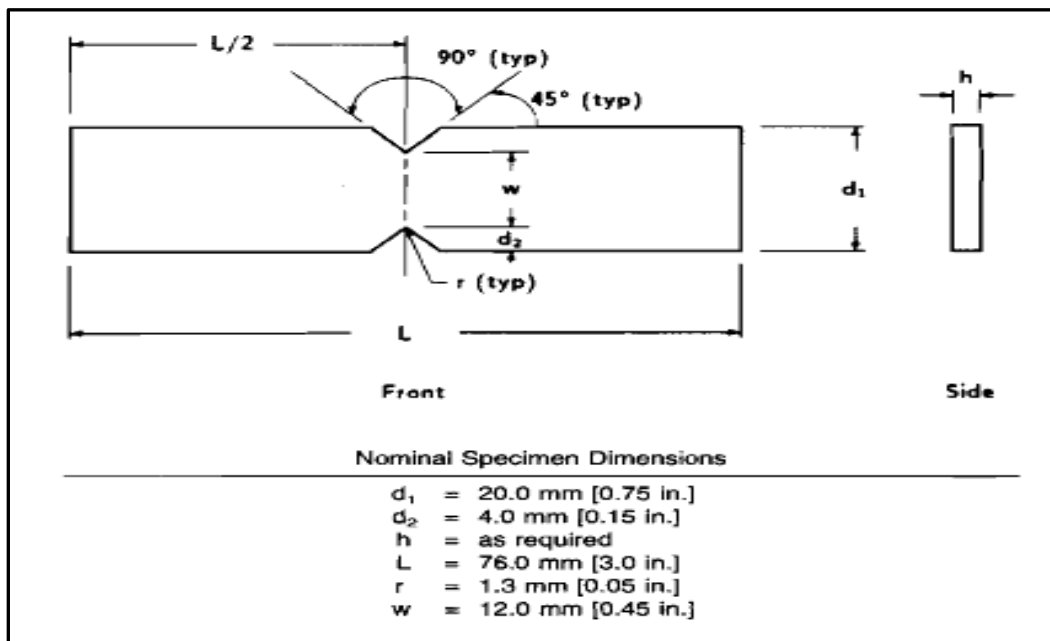 L/2
90° (typ)
45° (typ)
h
w
d₁
d₂
r (typ)
L
Front
Side
Nominal Specimen Dimensions
d₁ = 20.0 mm [0.75 in.]
d₂ = 4.0 mm [0.15 in.]
h = as required
L = 76.0 mm [3.0 in.]
r = 1.3 mm [0.05 in.]
w = 12.0 mm [0.45 in.]